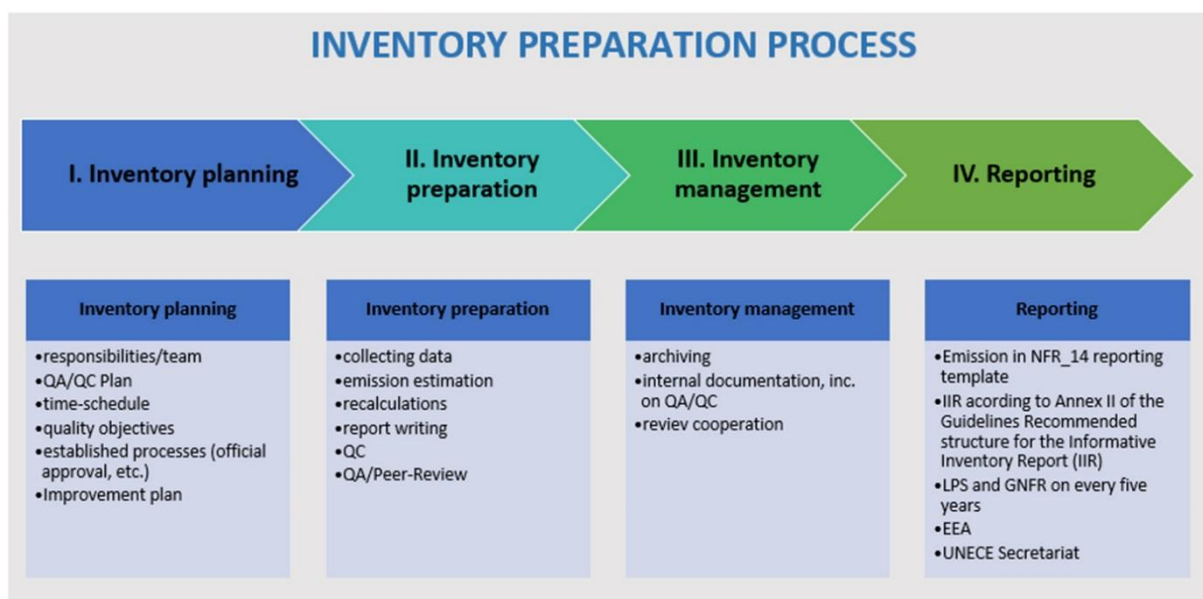 INVENTORY PREPARATION PROCESS
I. Inventory planning
II. Inventory
preparation
III. Inventory
management
IV. Reporting
Inventory planning
•responsibilities/team
•QA/QC Plan
•time-schedule
•quality objectives
•established processes (official
approval, etc.)
•Improvement plan
Inventory preparation
•collecting data
•emission estimation
•recalculations
•report writing
•QC
•QA/Peer-Review
Inventory management
•archiving
•internal documentation, inc.
on QA/QC
•reviev cooperation
Reporting
•Emission in NFR_14 reporting
template
•IIR acording to Annex II of the
Guidelines Recommended
structure for the Informative
Inventory Report (IIR)
•LPS and GNFR on every five
years
•EEA
•UNECE Secretariat